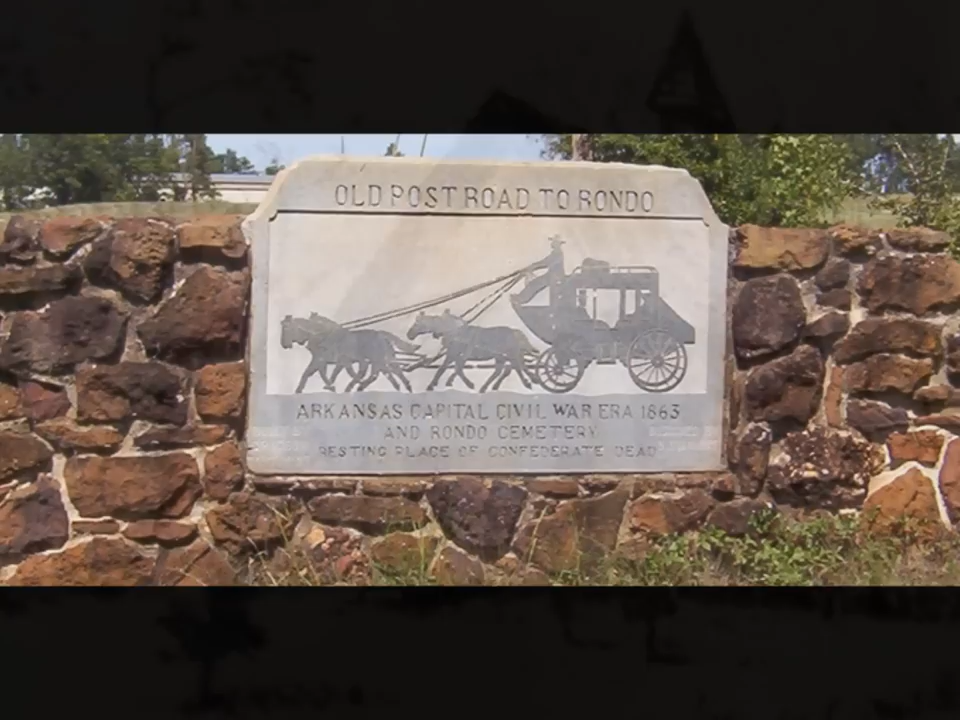 OLD POST ROAD TO RONDO
ARKANSAS CAPITAL CIVIL WAR ERA 1863
AND RONDO CEMETERY
RESTING PLACE OF CONFEDERATE DEAD